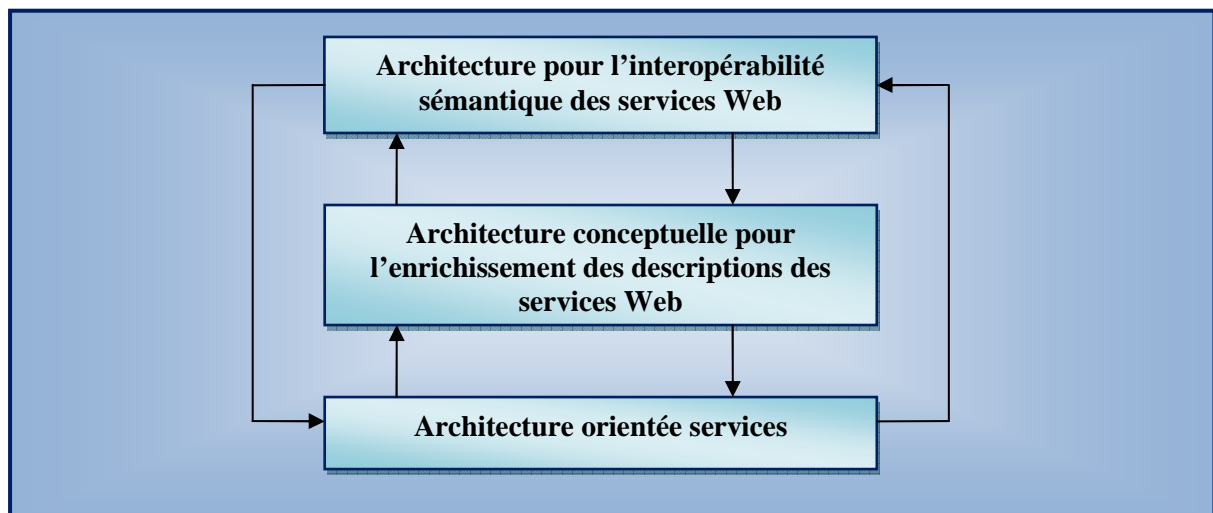 Architecture pour l’interopérabilité
sémantique des services Web
Architecture conceptuelle pour
l’enrichissement des descriptions des
services Web
Architecture orientée services